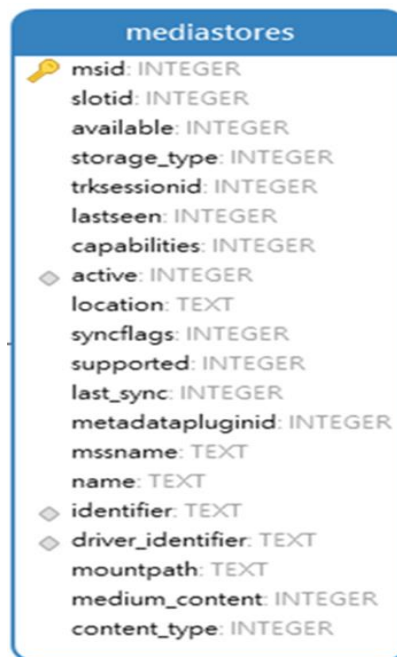 mediastores
msid: INTEGER
slotid: INTEGER
available: INTEGER
storage_type: INTEGER
trksessionid: INTEGER
lastseen: INTEGER
capabilities: INTEGER
active: INTEGER
location: TEXT
syncflags: INTEGER
supported: INTEGER
last_sync: INTEGER
metadatapluginid: INTEGER
mssname: TEXT
name: TEXT
identifier: TEXT
driver_identifier: TEXT
mountpath: TEXT
medium_content: INTEGER
content_type: INTEGER